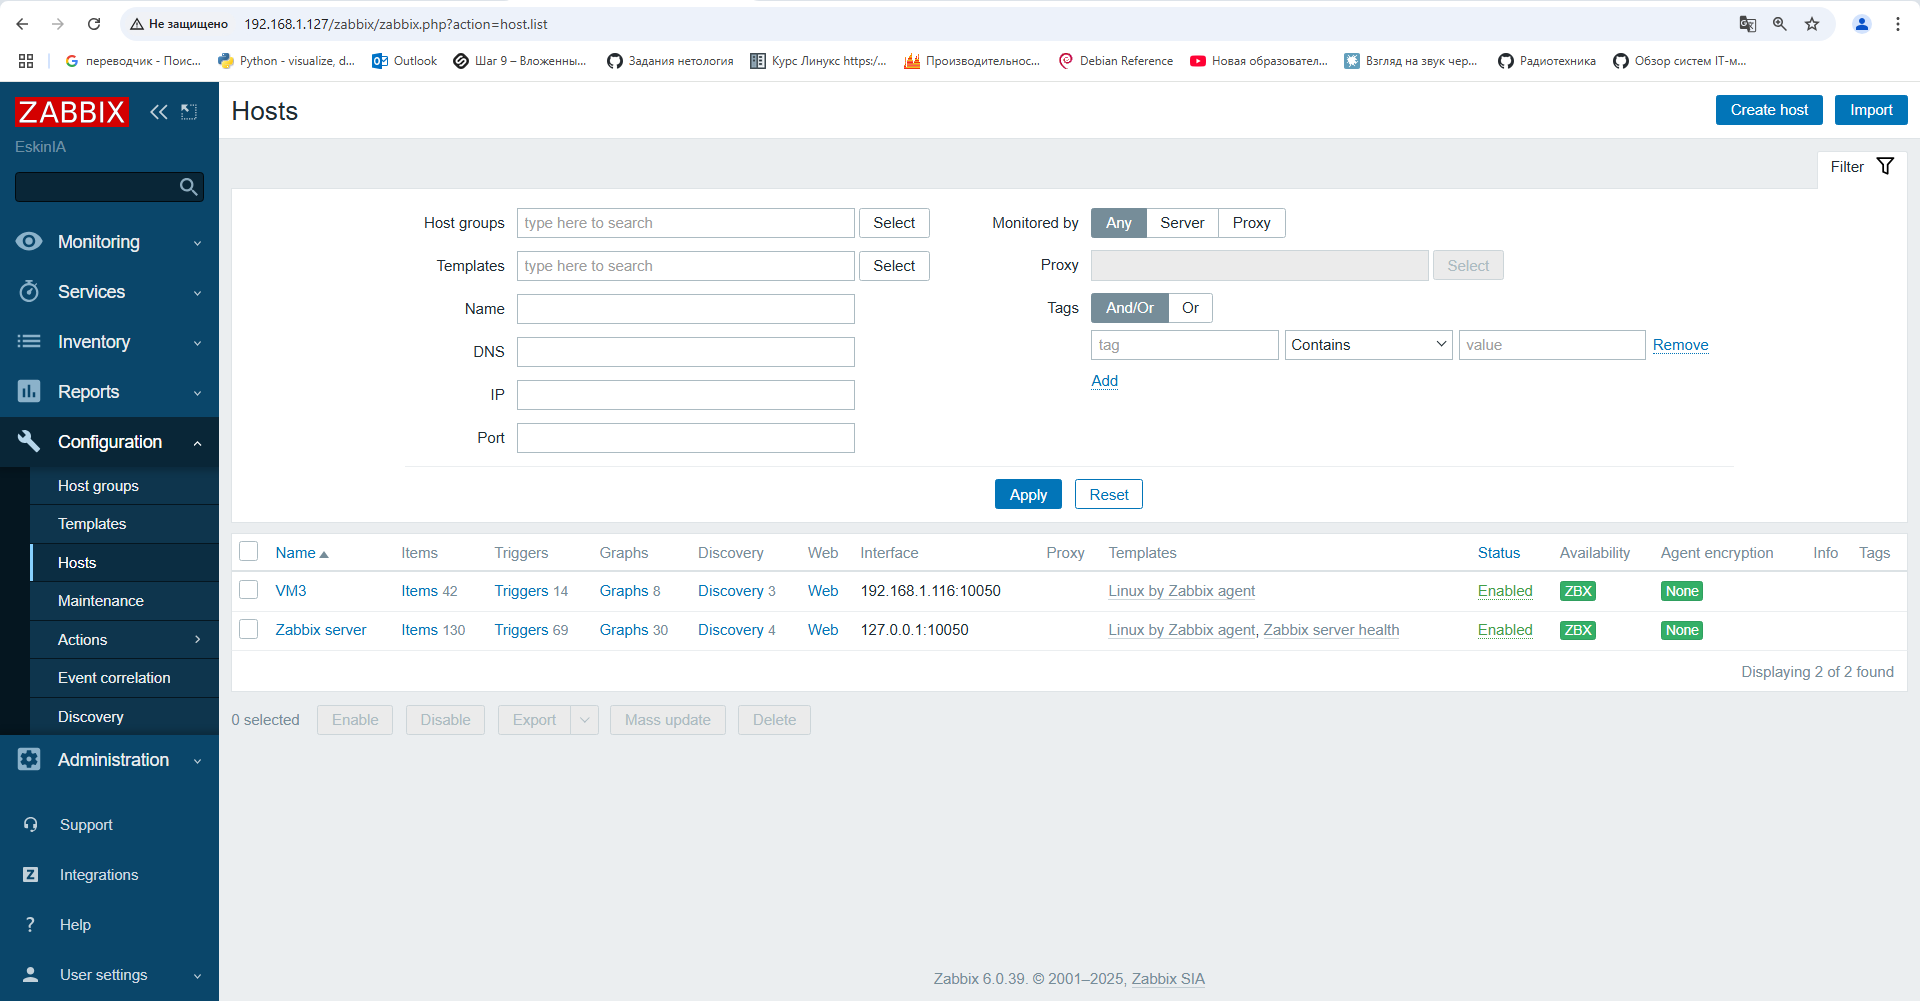 Не защищено 192.168.1.127/zabbix/zabbix.php?action=host.list
переводчик - Поис... Python - visualize, d... Outlook Шаг 9 – Вложенны... Задания нетология Курс Линукс https:/... Производительнос... Debian Reference Новая образовател... Взгляд на звук чер... Радиотехника Обзор систем IT-м...
ZABBIX
EskinIA
Monitoring
Services
Inventory
Reports
Configuration
Host groups
Templates
Hosts
Maintenance
Actions
Event correlation
Discovery
Administration
Support
Integrations
Help
User settings
Hosts
Create host Import
Filter
Host groups type here to search Select
Templates type here to search Select
Name
DNS
IP
Port
Monitored by Any Server Proxy
Proxy Select
Tags And/Or Or
tag Contains value Remove
Add
Apply Reset
Name Items Triggers Graphs Discovery Web Interface Proxy Templates Status Availability Agent encryption Info Tags
VM3 Items 42 Triggers 14 Graphs 8 Discovery 3 Web 192.168.1.116:10050 Linux by Zabbix agent Enabled ZBX None
Zabbix server Items 130 Triggers 69 Graphs 30 Discovery 4 Web 127.0.0.1:10050 Linux by Zabbix agent, Zabbix server health Enabled ZBX None
Displaying 2 of 2 found
0 selected Enable Disable Export Mass update Delete
Zabbix 6.0.39. © 2001–2025, Zabbix SIA